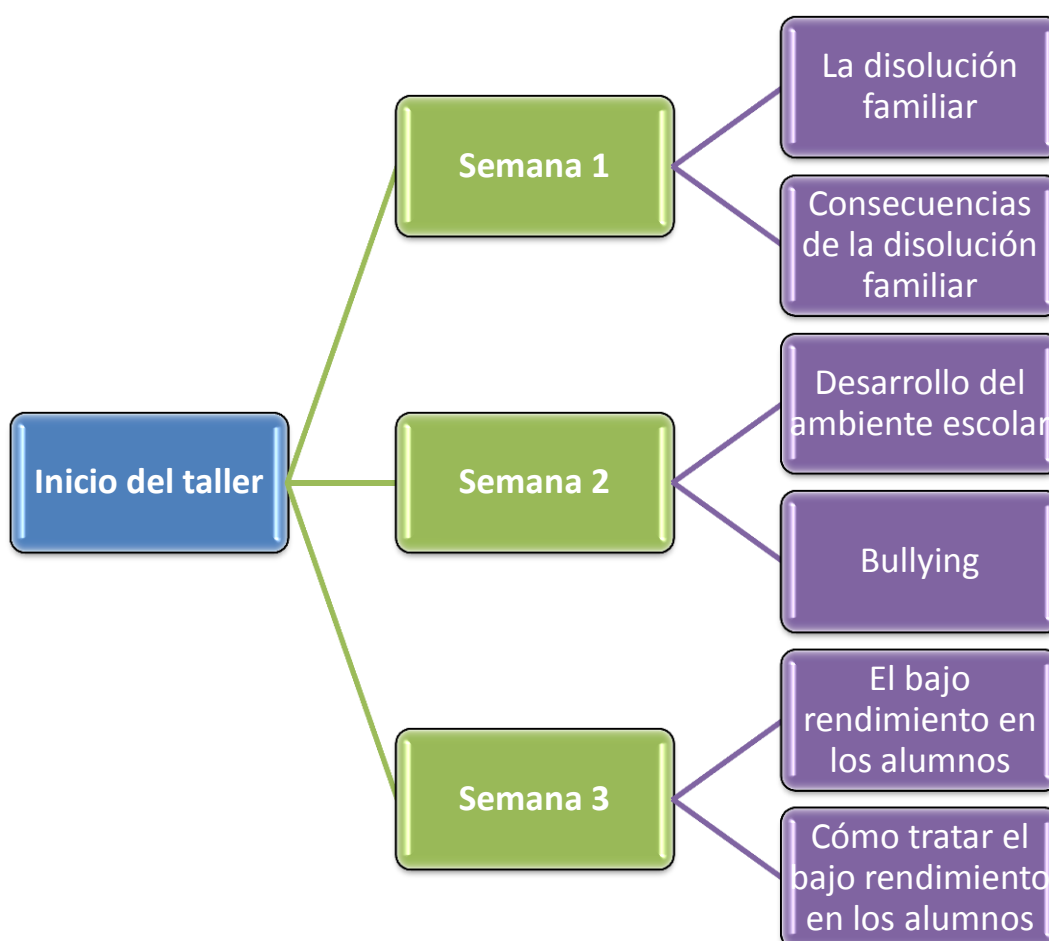 Inicio del taller
Semana 1
La disolución
familiar
Consecuencias
de la disolución
familiar
Semana 2
Desarrollo del
ambiente escolar
Bullying
Semana 3
El bajo
rendimiento en
los alumnos
Cómo tratar el
bajo rendimiento
en los alumnos